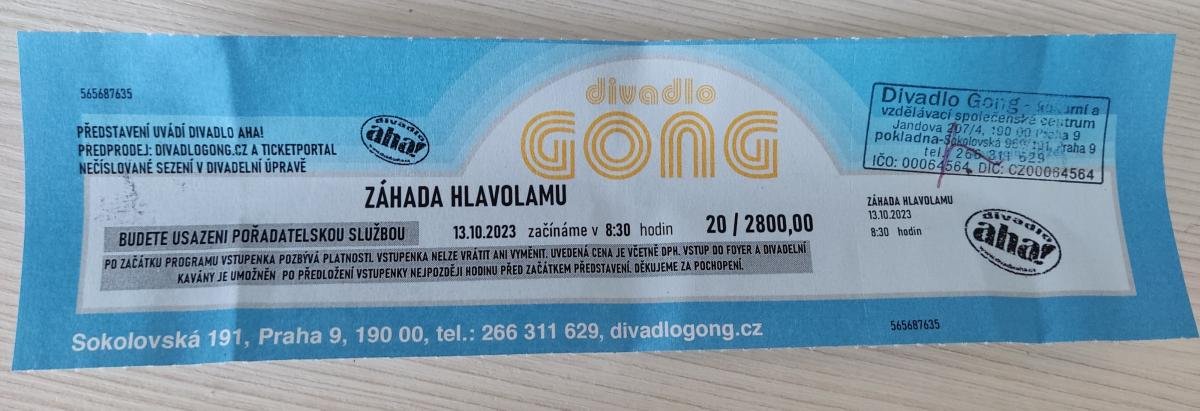 565687635
PŘEDSTAVENÍ UVÁDÍ DIVADLO AHA!
PŘEDPRODEJ: DIVADLOGONG.CZ A TICKETPORTAL
NEČÍSLOVANÉ SEZENÍ V DIVADELNÍ ÚPRAVĚ
divadlo
aha!
divadlo
GONG
Divadlo Gong - kulturní a
vzdělávací společenské centrum
Jandova 207/4, 190 00 Praha 9
pokladna-Sokolovská Praha 9
tel. 266 311 629
IČO: 00064564, DIČ: CZ00064564
ZÁHADA HLAVOLAMU
BUDETE USAZENI POŘADATELSKOU SLUŽBOU
13.10.2023 začínáme v 8:30 hodin
20 / 2800,00
PO ZAČÁTKU PROGRAMU VSTUPENKA POZBÝVÁ PLATNOSTI. VSTUPENKA NELZE VRÁTIT ANI VYMĚNIT. UVEDENÁ CENA JE VČETNĚ DPH. VSTUP DO FOYER A DIVADELNÍ
KAVÁNY JE UMOŽNĚN PO PŘEDLOŽENÍ VSTUPENKY NEJPOZDĚJI HODINU PŘED ZAČÁTKEM PŘEDSTAVENÍ. DĚKUJEME ZA POCHOPENÍ.
ZÁHADA HLAVOLAMU
13.10.2023
8:30 hodin
divadlo
aha!
Sokolovská 191, Praha 9, 190 00, tel.: 266 311 629, divadlogong.cz
565687635